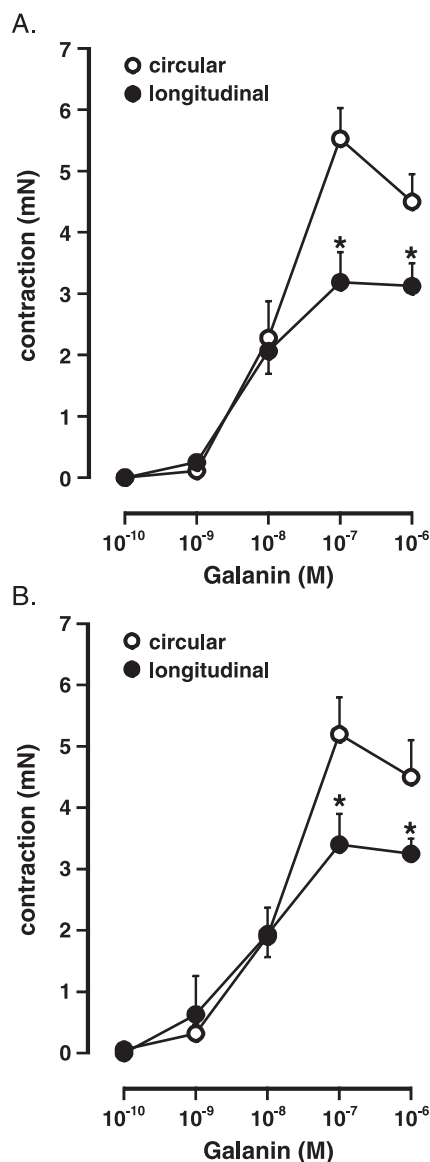 A.
7
circular
longitudinal
6
5
4
3
2
1
0
contraction (mN)
*
*
10⁻¹⁰ 10⁻⁹ 10⁻⁸ 10⁻⁷ 10⁻⁶
Galanin (M)
B.
7
circular
longitudinal
6
5
4
3
2
1
0
contraction (mN)
*
*
10⁻¹⁰ 10⁻⁹ 10⁻⁸ 10⁻⁷ 10⁻⁶
Galanin (M)